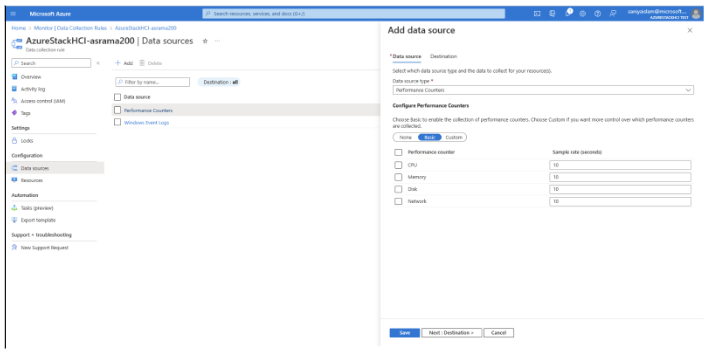 Microsoft Azure
Search resources, services, and docs (G+/)
sanyadam@microsoft....
Home > Monitor | Data Collection Rules > AzureStackHCI-asrama200
AzureStackHCI-asrama200 | Data sources
Data collection rule
Search
Overview
Activity log
Access control (IAM)
Tags
Settings
Locks
Configuration
Data sources
Resources
Automation
Tasks (preview)
Export template
Support + troubleshooting
New Support Request
+ Add Delete
Filter by name...
Destination : all
Data source
Performance Counters
Windows Event Logs
Add data source
* Data source Destination
Select which data source type and the data to collect for your resource(s).
Data source type *
Performance Counters
Configure Performance Counters
Choose Basic to enable the collection of performance counters. Choose Custom if you want more control over which performance counters
are collected.
None Basic Custom
Performance counter Sample rate (seconds)
CPU 10
Memory 10
Disk 10
Network 10
Save Next : Destination > Cancel